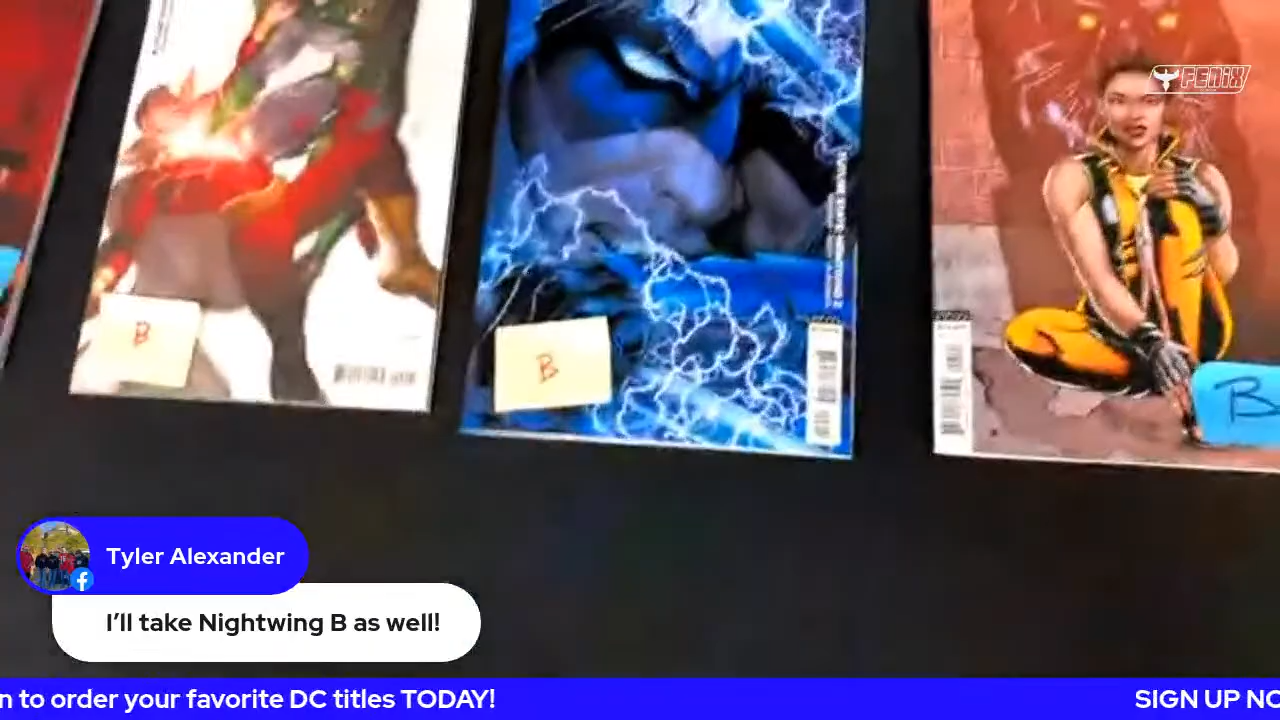 FENIX
B
B
B
Tyler Alexander
I'll take Nightwing B as well!
n to order your favorite DC titles TODAY!
SIGN UP NO